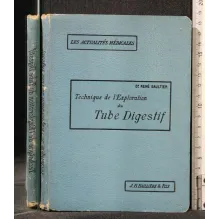 LES ACTUALITÉS MÉDICALES
Dr RENÉ GAULTIER
Technique de l'Exploration
du
Tube Digestif
J.-B. BAILLIÈRE & FILS